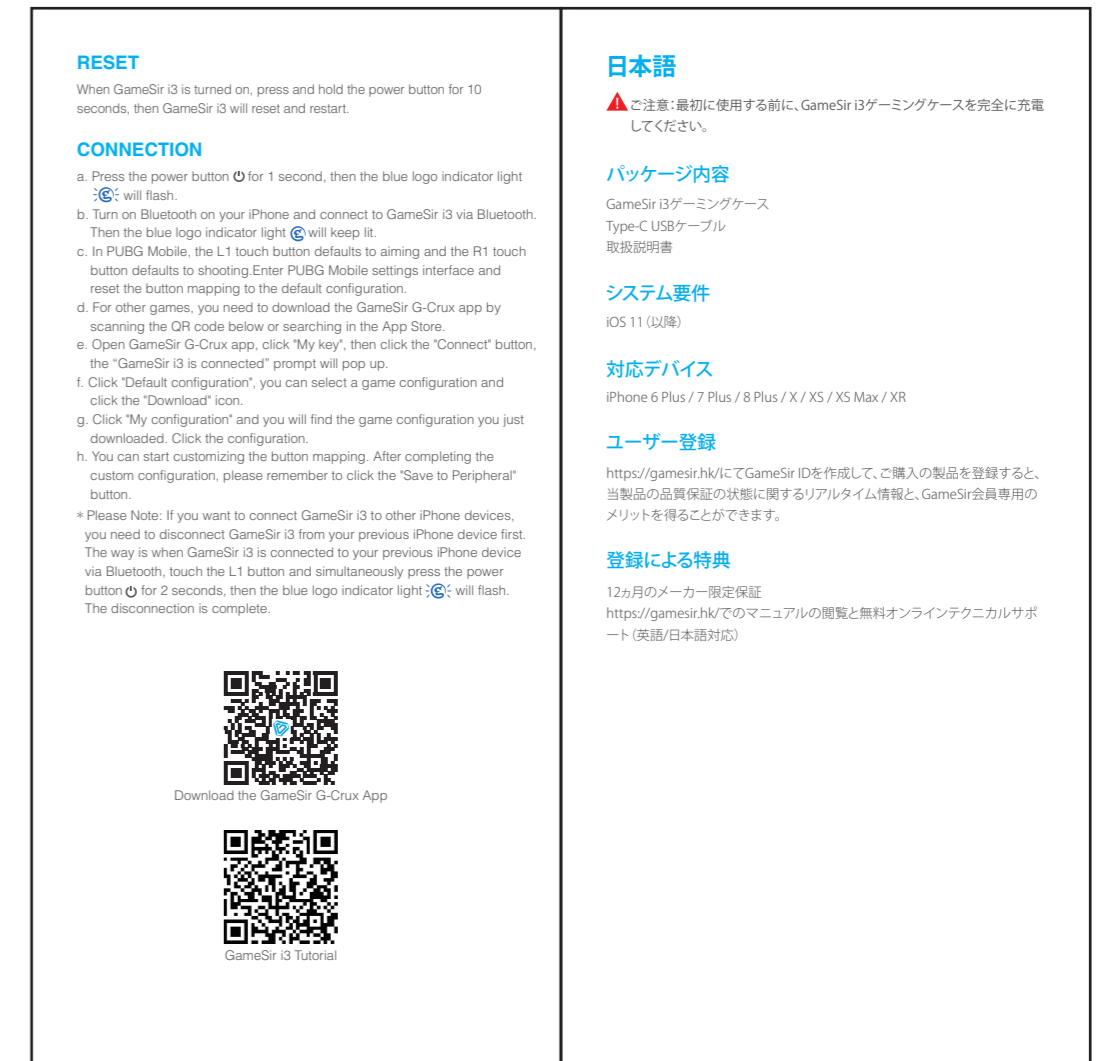 RESET
When GameSir i3 is turned on, press and hold the power button for 10
seconds, then GameSir i3 will reset and restart.
CONNECTION
a. Press the power button for 1 second, then the blue logo indicator light
will flash.
b. Turn on Bluetooth on your iPhone and connect to GameSir i3 via Bluetooth.
Then the blue logo indicator light will keep lit.
c. In PUBG Mobile, the L1 touch button defaults to aiming and the R1 touch
button defaults to shooting.Enter PUBG Mobile settings interface and
reset the button mapping to the default configuration.
d. For other games, you need to download the GameSir G-Crux app by
scanning the QR code below or searching in the App Store.
e. Open GameSir G-Crux app, click "My key", then click the "Connect" button,
the “GameSir i3 is connected” prompt will pop up.
f. Click "Default configuration", you can select a game configuration and
click the "Download" icon.
g. Click "My configuration" and you will find the game configuration you just
downloaded. Click the configuration.
h. You can start customizing the button mapping. After completing the
custom configuration, please remember to click the "Save to Peripheral"
button.
* Please Note: If you want to connect GameSir i3 to other iPhone devices,
you need to disconnect GameSir i3 from your previous iPhone device first.
The way is when GameSir i3 is connected to your previous iPhone device
via Bluetooth, touch the L1 button and simultaneously press the power
button for 2 seconds, then the blue logo indicator light will flash.
The disconnection is complete.
Download the GameSir G-Crux App
GameSir i3 Tutorial
日本語
ご注意：最初に使用する前に、GameSir i3ゲーミングケースを完全に充電
してください。
パッケージ内容
GameSir i3ゲーミングケース
Type-C USBケーブル
取扱説明書
システム要件
iOS 11（以降）
対応デバイス
iPhone 6 Plus / 7 Plus / 8 Plus / X / XS / XS Max / XR
ユーザー登録
https://gamesir.hk/にてGameSir IDを作成して、ご購入の製品を登録すると、
当製品の品質保証の状態に関するリアルタイム情報と、GameSir会員専用の
メリットを得ることができます。
登録による特典
12ヵ月のメーカー限定保証
https://gamesir.hk/でのマニュアルの閲覧と無料オンラインテクニカルサポ
ート（英語/日本語対応）